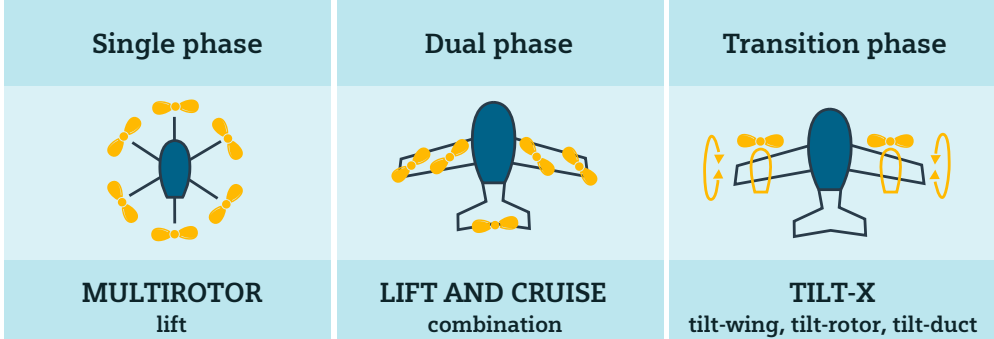 Single phase
Dual phase
Transition phase
MULTIROTOR
lift
LIFT AND CRUISE
combination
TILT-X
tilt-wing, tilt-rotor, tilt-duct